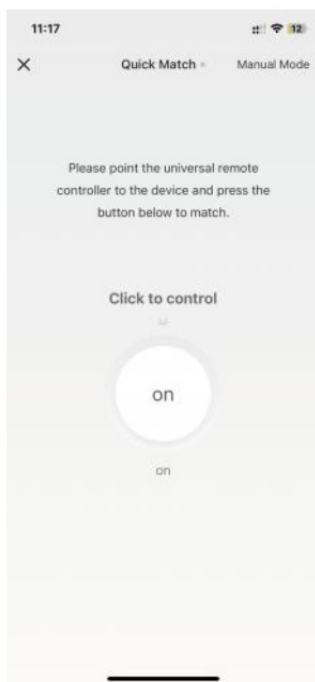 11:17
12
Quick Match
Manual Mode
Please point the universal remote
controller to the device and press the
button below to match.
Click to control
on
on